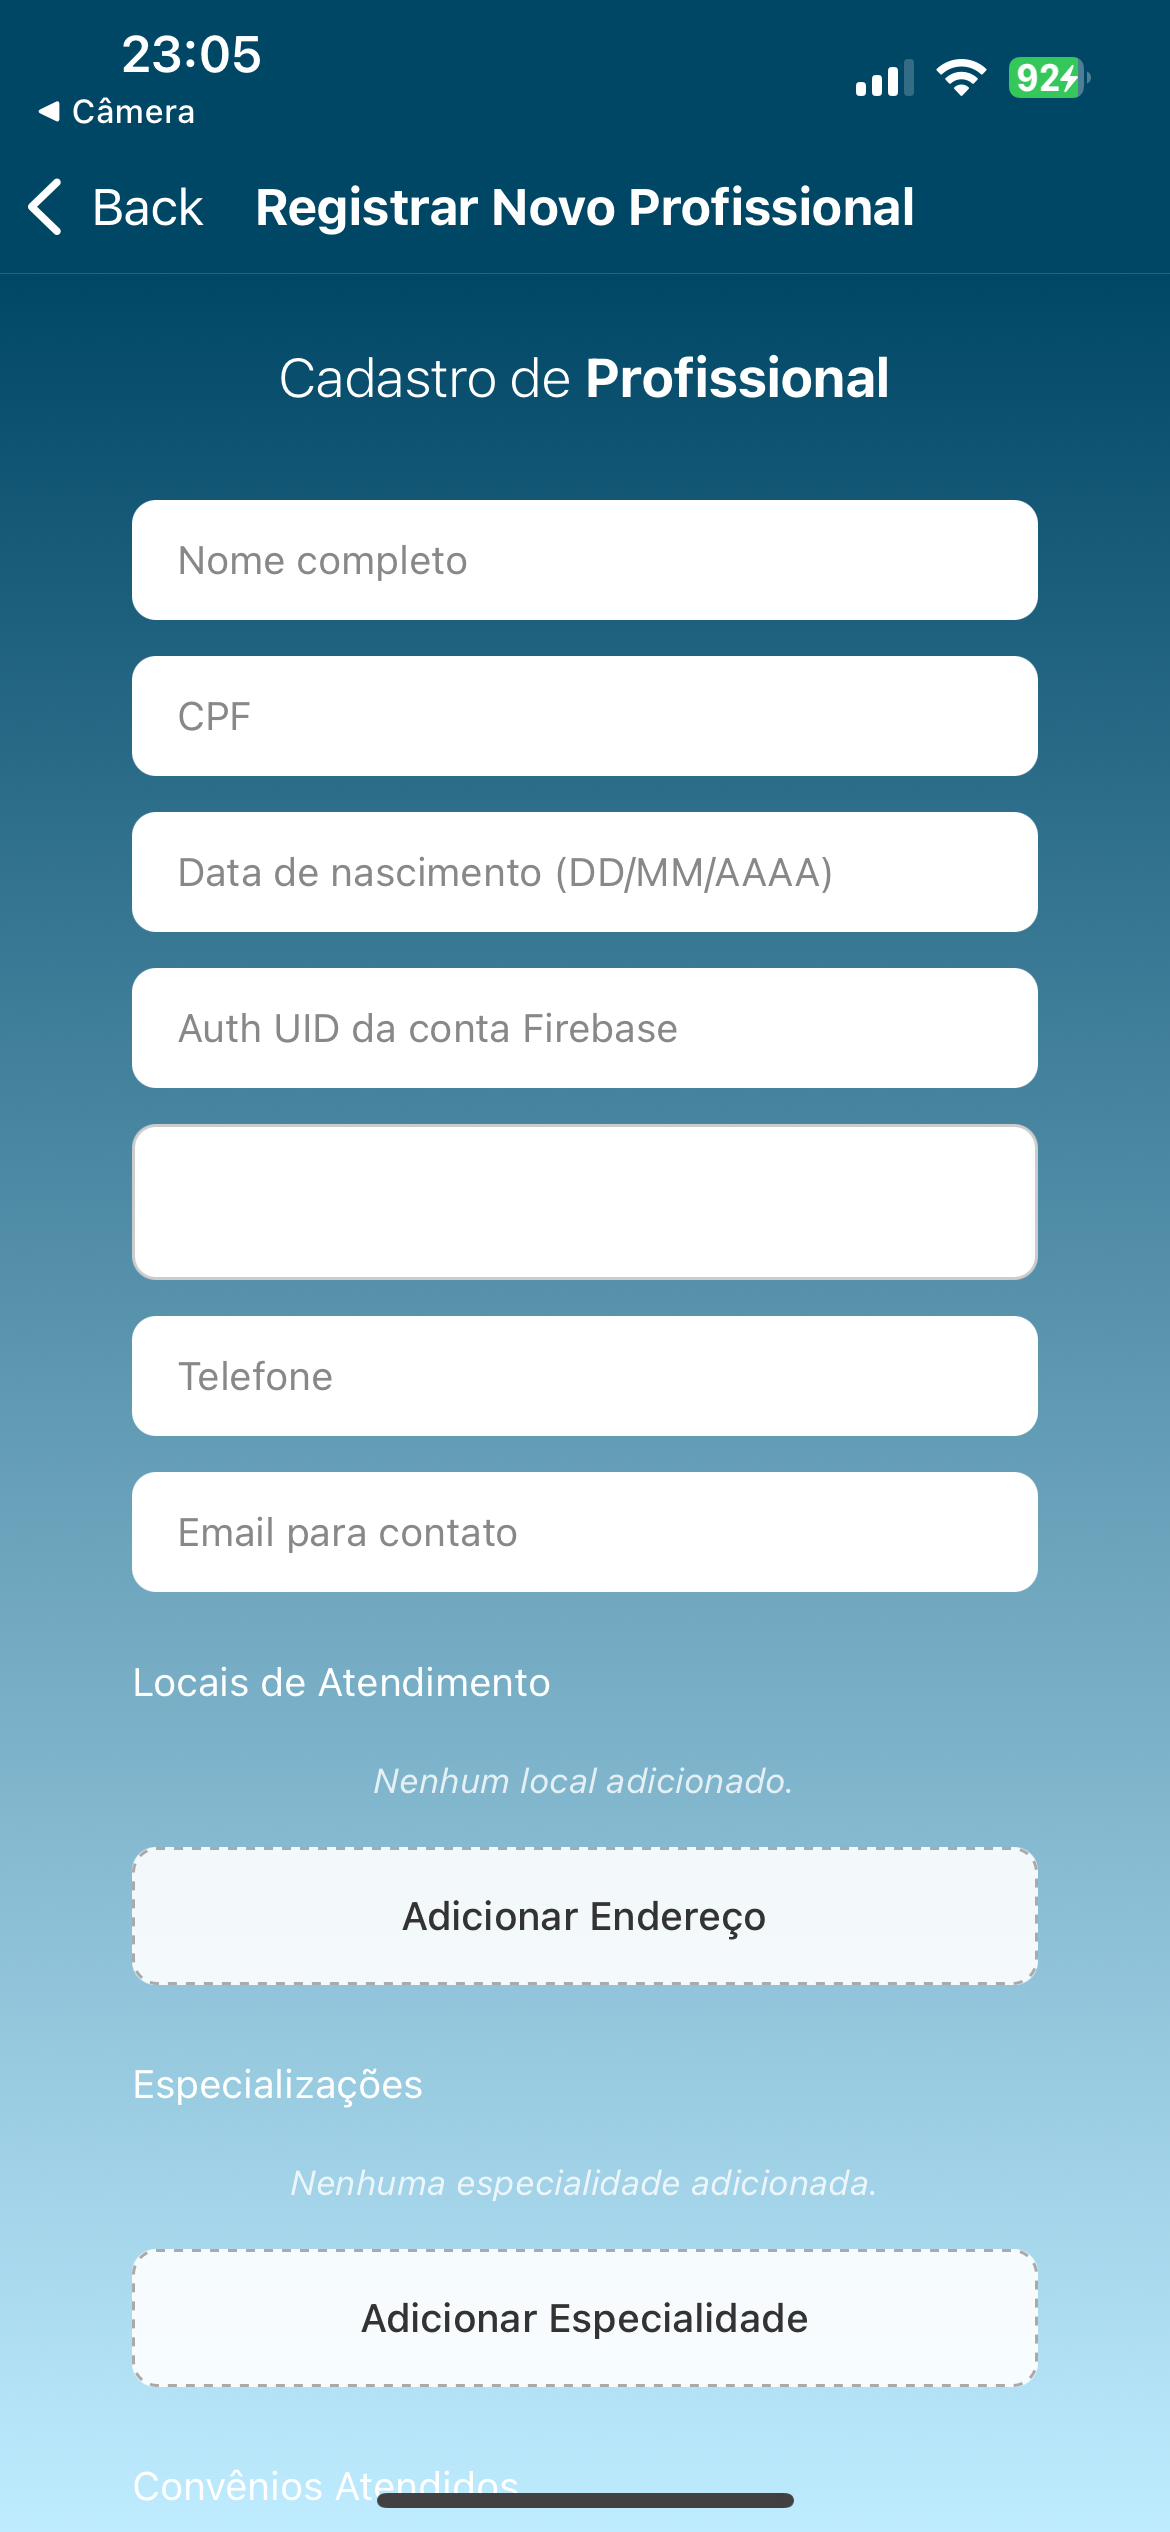 23:05
92
Câmera
Back Registrar Novo Profissional
Cadastro de Profissional
Nome completo
CPF
Data de nascimento (DD/MM/AAAA)
Auth UID da conta Firebase
Telefone
Email para contato
Locais de Atendimento
Nenhum local adicionado.
Adicionar Endereço
Especializações
Nenhuma especialidade adicionada.
Adicionar Especialidade
Convênios Atendidos